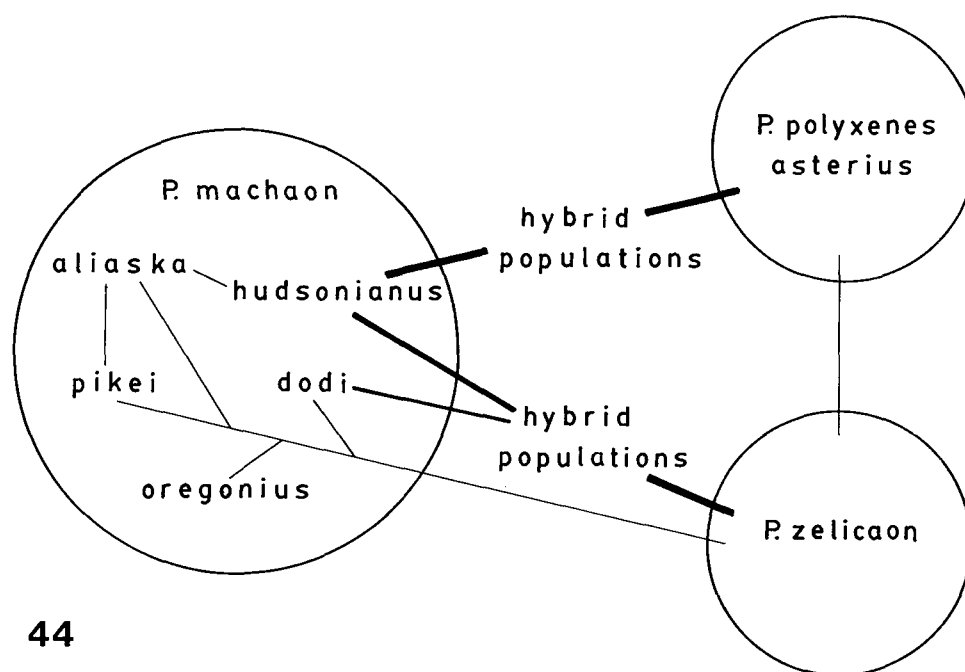 P. polyxenes
asterius
P. machaon
hybrid
populations
aliaska
hudsonianus
pikei
dodi
hybrid
populations
oregonius
P. zelicaon
44